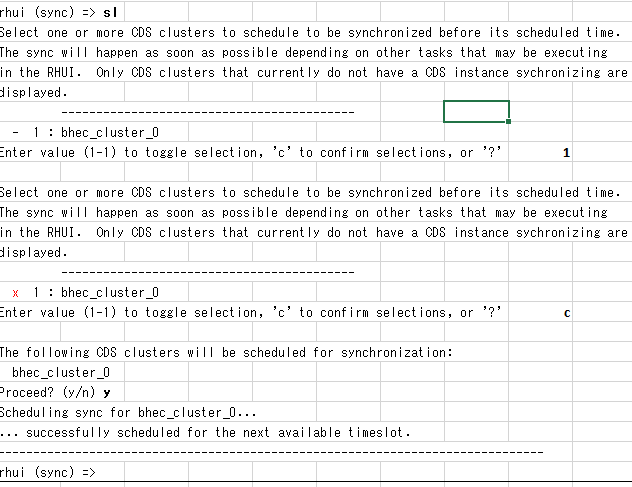 rhui (sync) => sl
Select one or more CDS clusters to schedule to be synchronized before its scheduled time.
The sync will happen as soon as possible depending on other tasks that may be executing
in the RHUI.  Only CDS clusters that currently do not have a CDS instance sychronizing are
displayed.
------------------------------------------
- 1 : bhec_cluster_0
Enter value (1-1) to toggle selection, 'c' to confirm selections, or '?' 1
Select one or more CDS clusters to schedule to be synchronized before its scheduled time.
The sync will happen as soon as possible depending on other tasks that may be executing
in the RHUI.  Only CDS clusters that currently do not have a CDS instance sychronizing are
displayed.
------------------------------------------
x 1 : bhec_cluster_0
Enter value (1-1) to toggle selection, 'c' to confirm selections, or '?' c
The following CDS clusters will be scheduled for synchronization:
bhec_cluster_0
Proceed? (y/n) y
Scheduling sync for bhec_cluster_0...
... successfully scheduled for the next available timeslot.
------------------------------------------------------------------------------
rhui (sync) =>